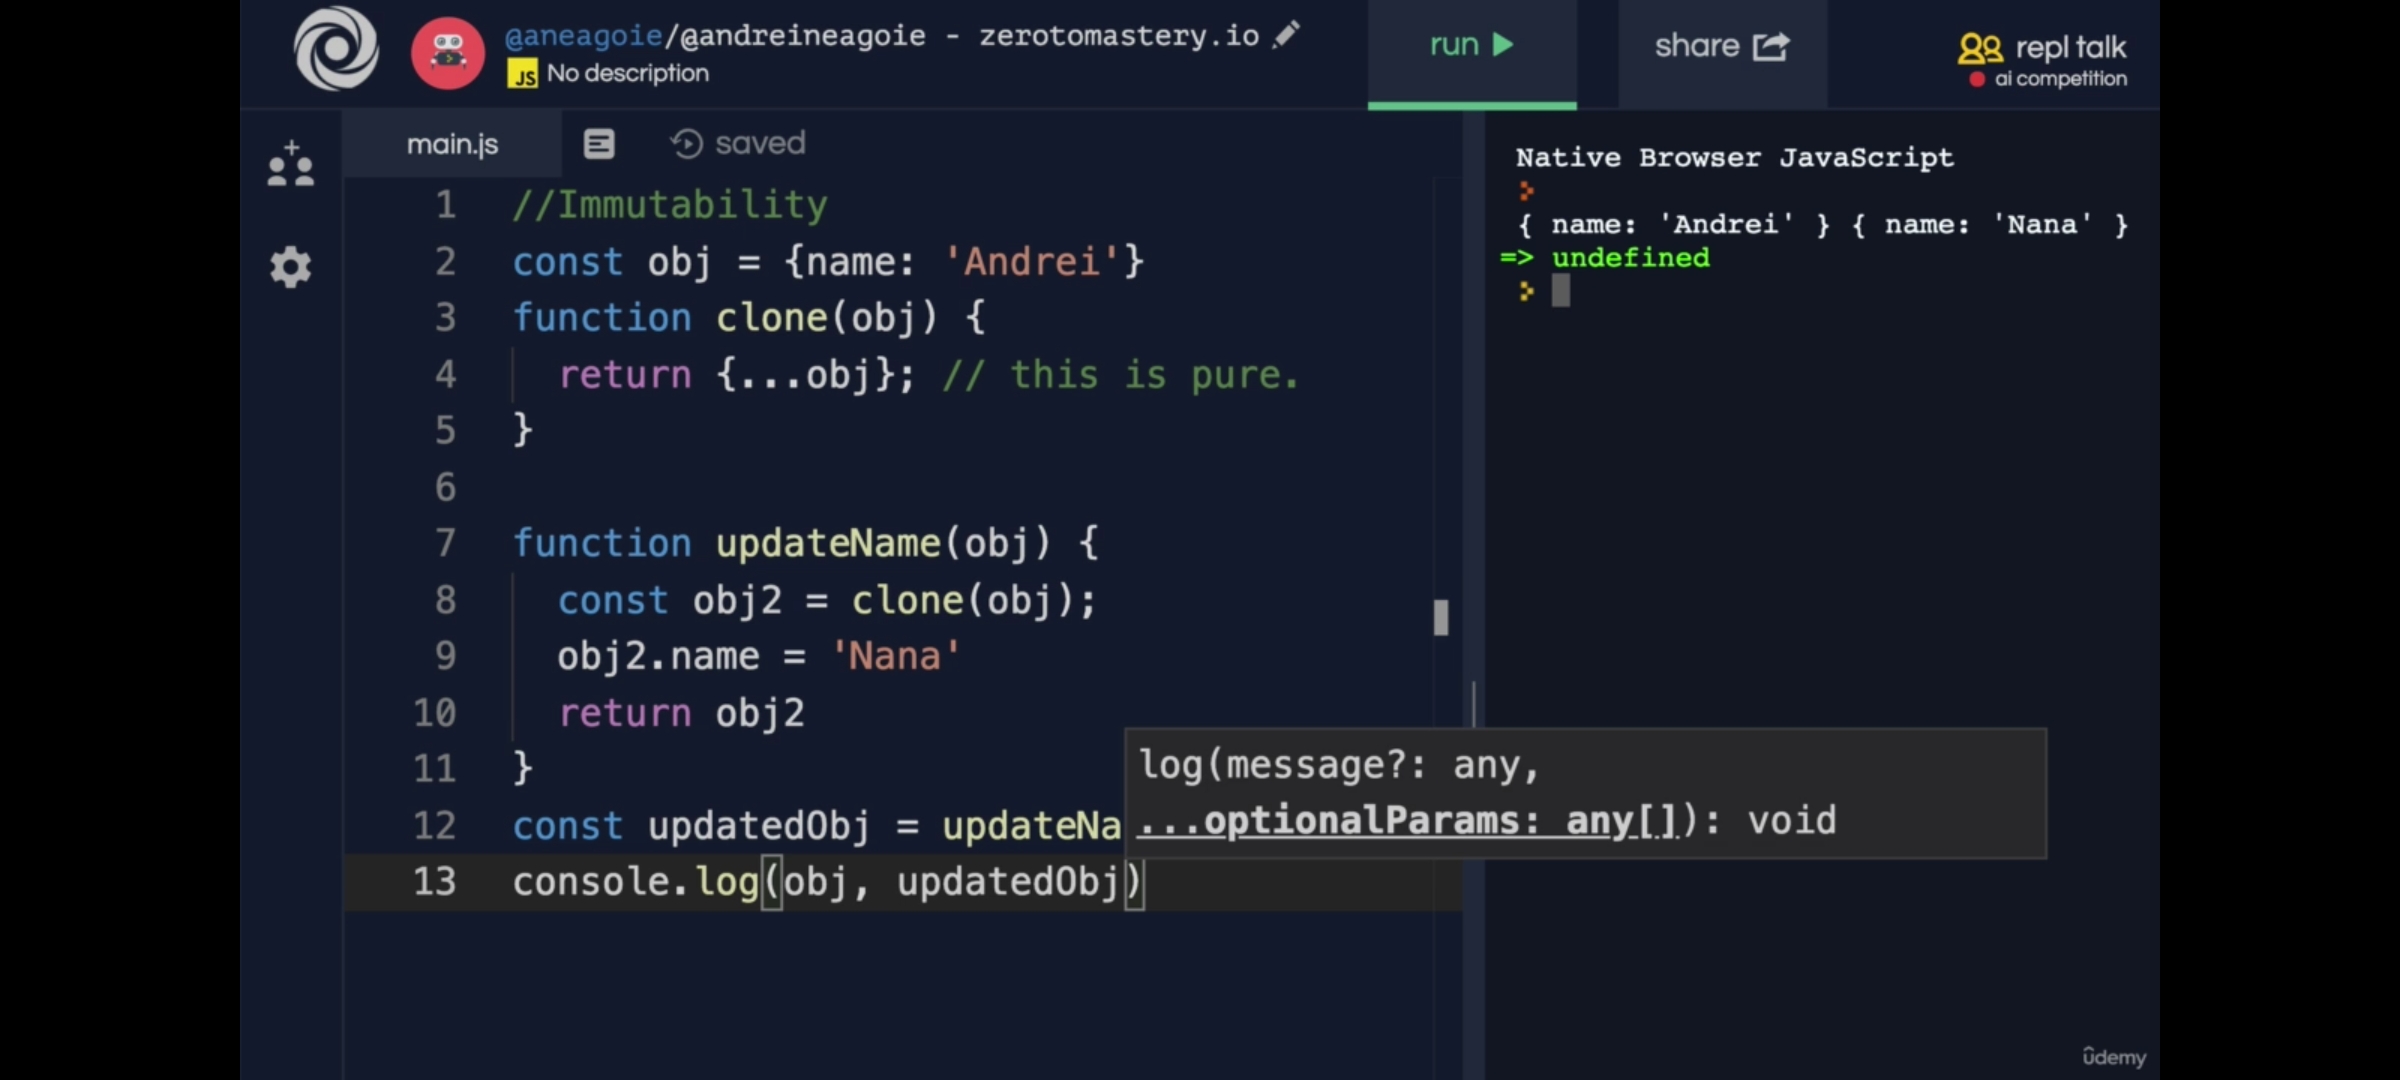 @aneagoie/@andreineagoie - zerotomastery.io
JS No description
run
share
repl talk
ai competition
main.js
saved
1 //Immutability
2 const obj = {name: 'Andrei'}
3 function clone(obj) {
4 return {...obj}; // this is pure.
5 }
6
7 function updateName(obj) {
8 const obj2 = clone(obj);
9 obj2.name = 'Nana'
10 return obj2
11 }
12 const updatedObj = updateNa
13 console.log(obj, updatedObj)
log(message?: any,
...optionalParams: any[]): void
Native Browser JavaScript
{ name: 'Andrei' } { name: 'Nana' }
=> undefined
ûdemy